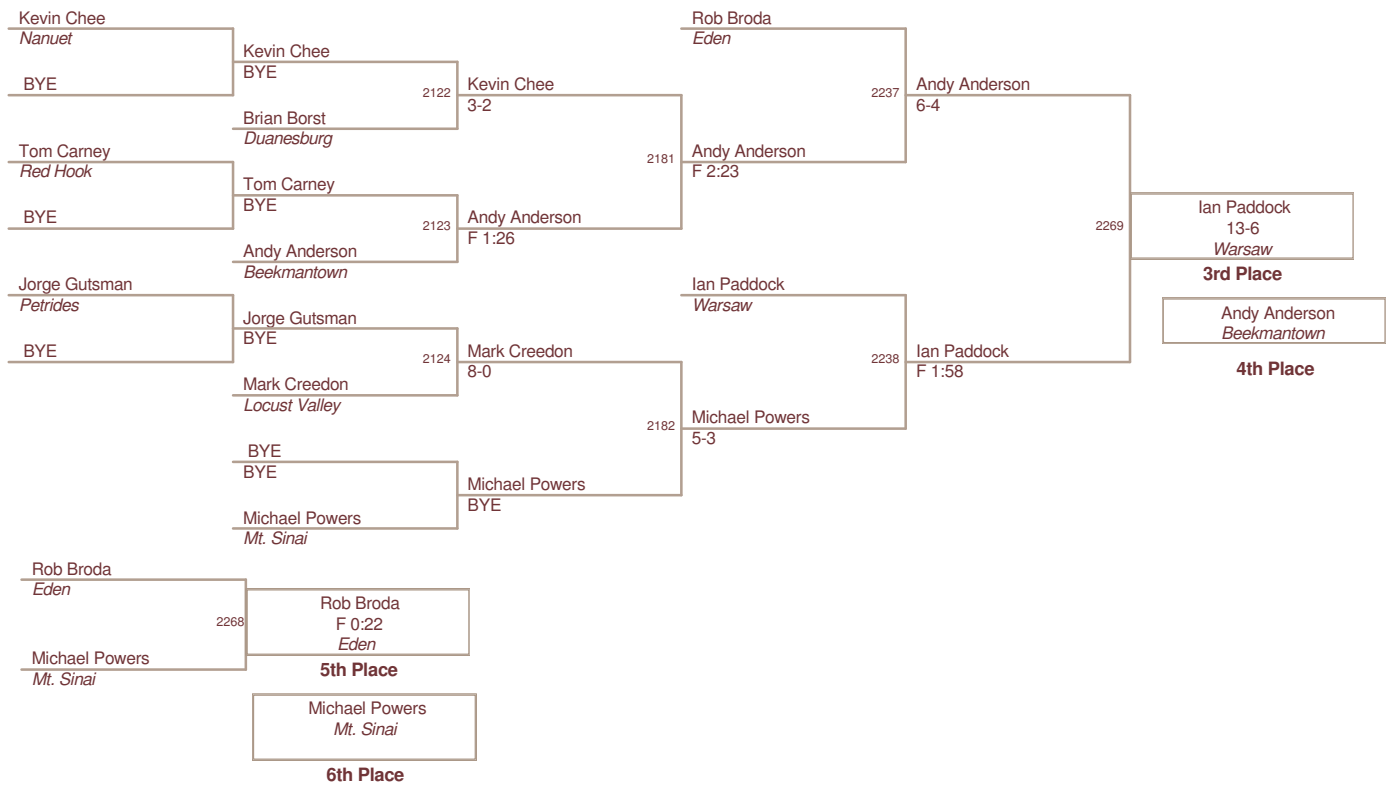 Kevin Chee
Nanuet
BYE
Tom Carney
Red Hook
BYE
Jorge Gutsman
Petrides
BYE
Kevin Chee
BYE
Brian Borst
Duanesburg
Tom Carney
BYE
Andy Anderson
Beekmantown
Jorge Gutsman
BYE
Mark Creedon
Locust Valley
BYE
BYE
Michael Powers
Mt. Sinai
2122
2123
2124
Kevin Chee
3-2
Andy Anderson
F 1:26
Mark Creedon
8-0
Michael Powers
BYE
2181
2182
Rob Broda
Eden
Andy Anderson
F 2:23
Ian Paddock
Warsaw
Michael Powers
5-3
2237
2238
Andy Anderson
6-4
Ian Paddock
F 1:58
2269
Ian Paddock
13-6
Warsaw
3rd Place
Andy Anderson
Beekmantown
4th Place
Rob Broda
Eden
Michael Powers
Mt. Sinai
2268
Rob Broda
F 0:22
Eden
5th Place
Michael Powers
Mt. Sinai
6th Place